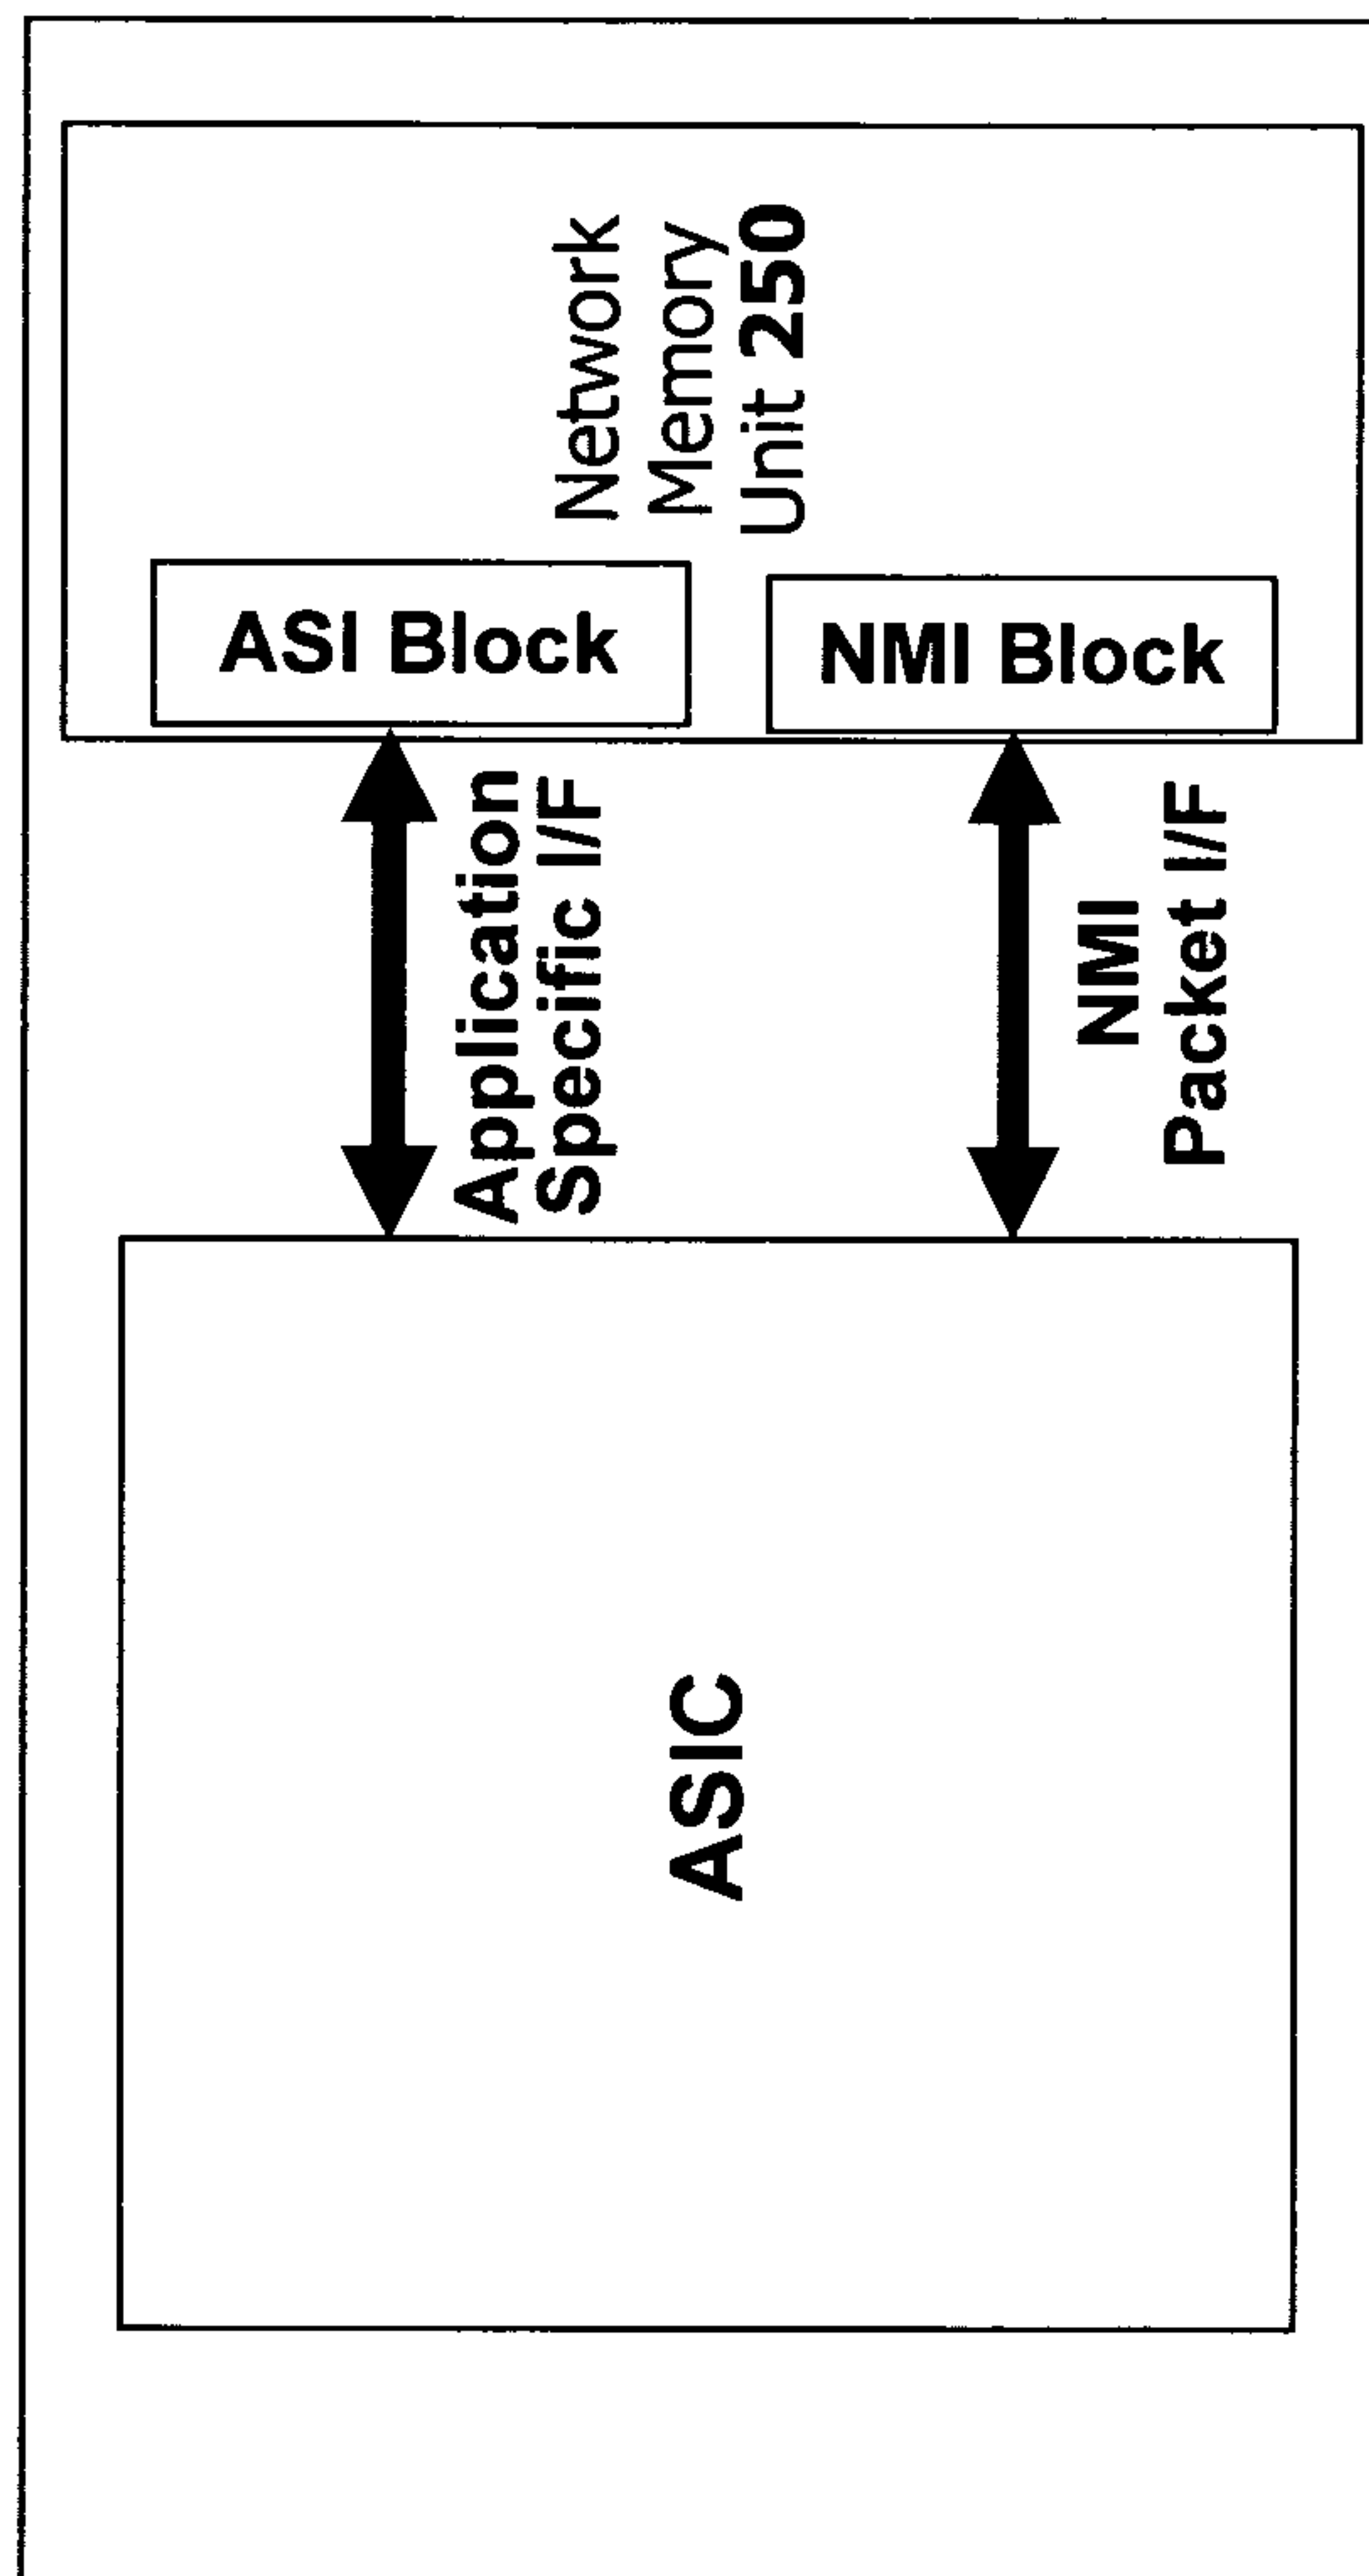 Network
Memory
Unit 250
ASI Block
NMI Block
Application
Specific I/F
NMI
Packet I/F
ASIC